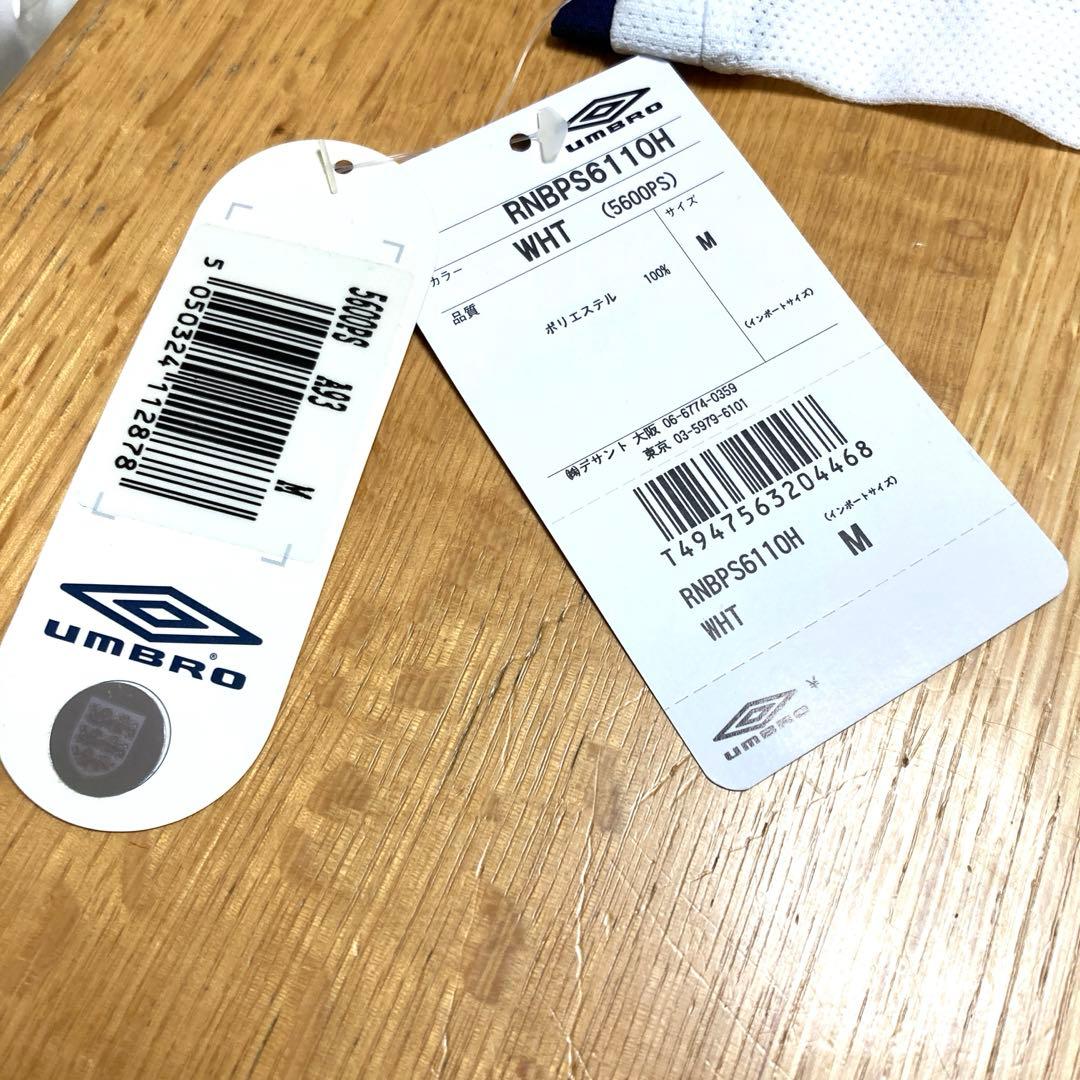 5600PS A93 M
5 050324 112878
UMBRO®
UMBRO
RNBPS6110H
カラー WHT (5600PS)
品質 ポリエステル 100%
サイズ
M
(インポートサイズ)
㈱デサント 大阪 06-6774-0359
東京 03-5979-6101
T4947563204468
RNBPS6110H (インポートサイズ)
WHT M
UMBRO